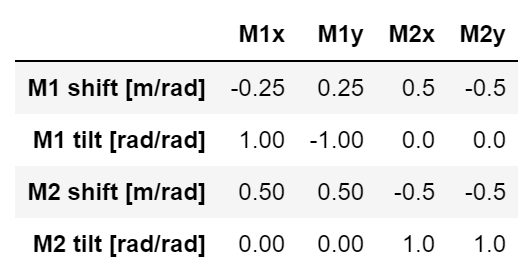 M1x M1y M2x M2y
M1 shift [m/rad] -0.25 0.25 0.5 -0.5
M1 tilt [rad/rad] 1.00 -1.00 0.0 0.0
M2 shift [m/rad] 0.50 0.50 -0.5 -0.5
M2 tilt [rad/rad] 0.00 0.00 1.0 1.0